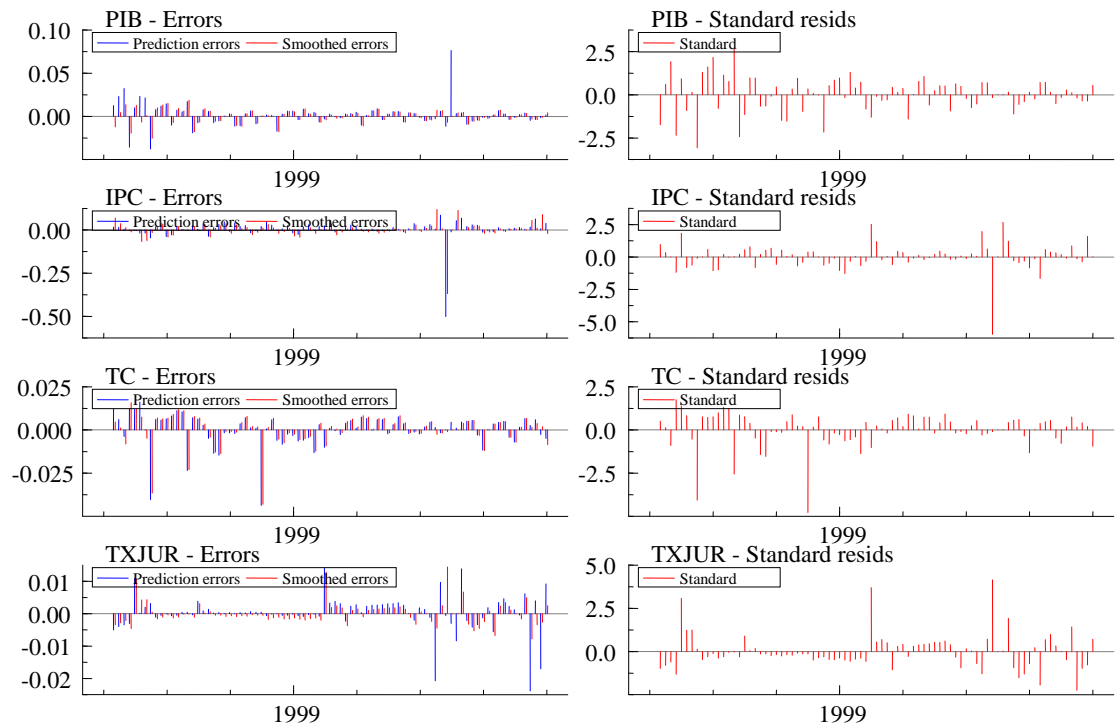 PIB - Errors
Prediction errors Smoothed errors
0.10
0.05
0.00
1999
PIB - Standard resids
Standard
2.5
0.0
-2.5
1999
IPC - Errors
Prediction errors Smoothed errors
0.00
-0.25
-0.50
1999
IPC - Standard resids
Standard
2.5
0.0
-2.5
-5.0
1999
TC - Errors
0.025
Prediction errors Smoothed errors
0.000
-0.025
1999
TC - Standard resids
2.5
Standard
0.0
-2.5
1999
TXJUR - Errors
Prediction errors Smoothed errors
0.01
0.00
-0.01
-0.02
1999
TXJUR - Standard resids
5.0
Standard
2.5
0.0
1999